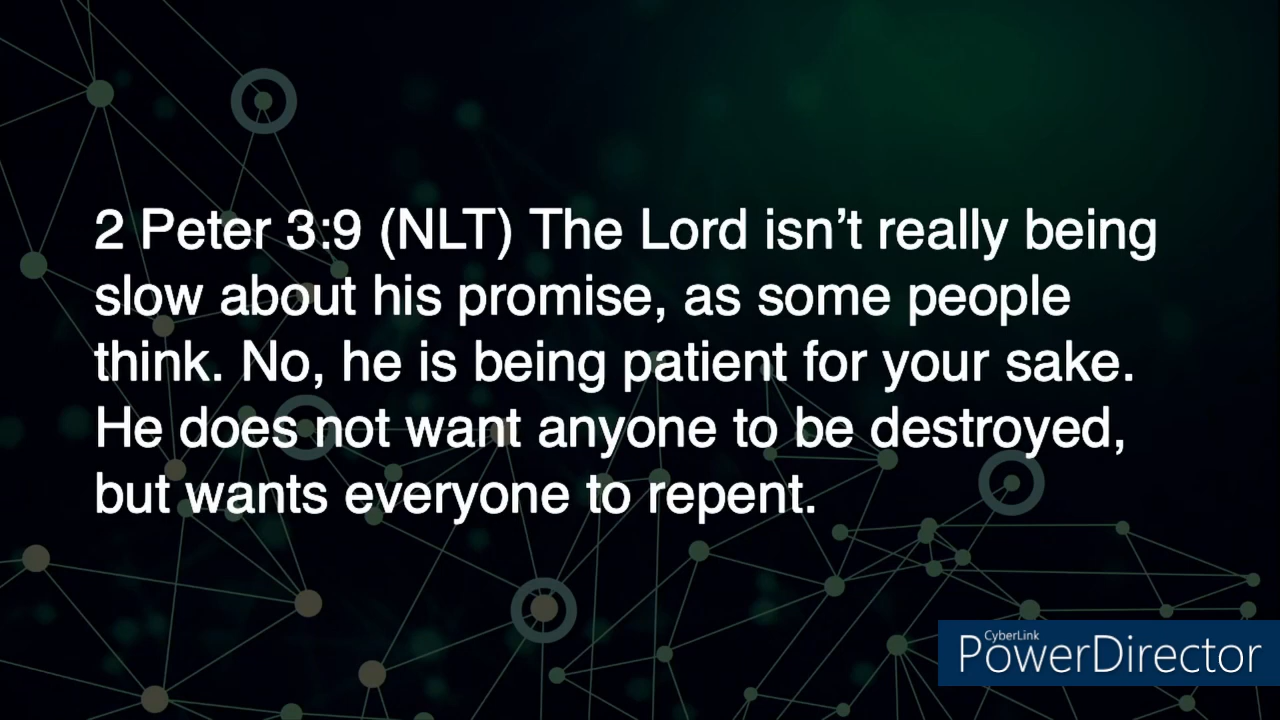 2 Peter 3:9 (NLT) The Lord isn’t really being
slow about his promise, as some people
think. No, he is being patient for your sake.
He does not want anyone to be destroyed,
but wants everyone to repent.
CyberLink
PowerDirector